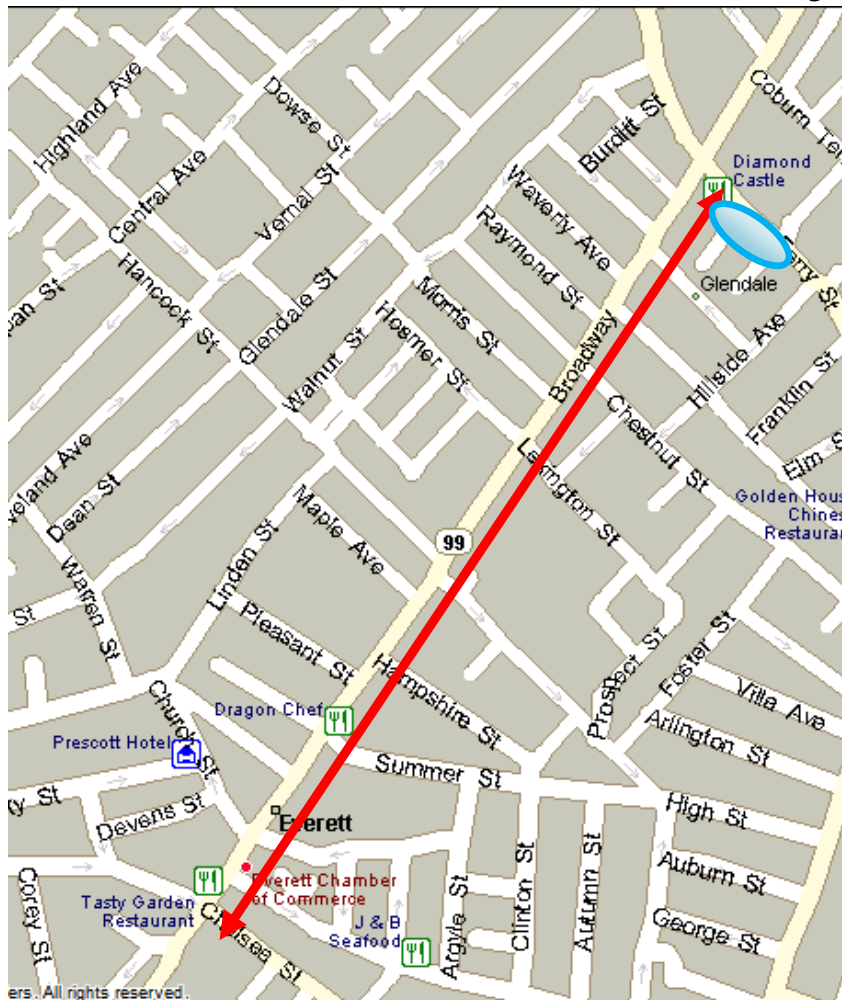 Highland Ave
Dowse St
Coburn Ter
Burditt St
Diamond
Castle
Central Ave
Vernal St
Waverly Ave
Raymond St
Ferry St
Hancock St
Glendale
Glendale St
Morris St
Hosmer St
Walnut St
Broadway
Hillside Ave
Franklin St
Chestnut St
Elm S
Lexington St
Golden Hous
Chines
Restauran
Dean St
Maple Ave
99
Linden St
Warren St
St
Pleasant St
Hampshire St
Prospect St
Foster St
Villa Ave
Arlington St
Church St
Dragon Chef
Prescott Hotel
Summer St
High St
Devens St
Everett
Everett Chamber
of Commerce
Tasty Garden
Restaurant
Chelsea St
J & B
Seafood
Corey St
Argyle St
Clinton St
Autumn St
Auburn St
George St
ers. All rights reserved.